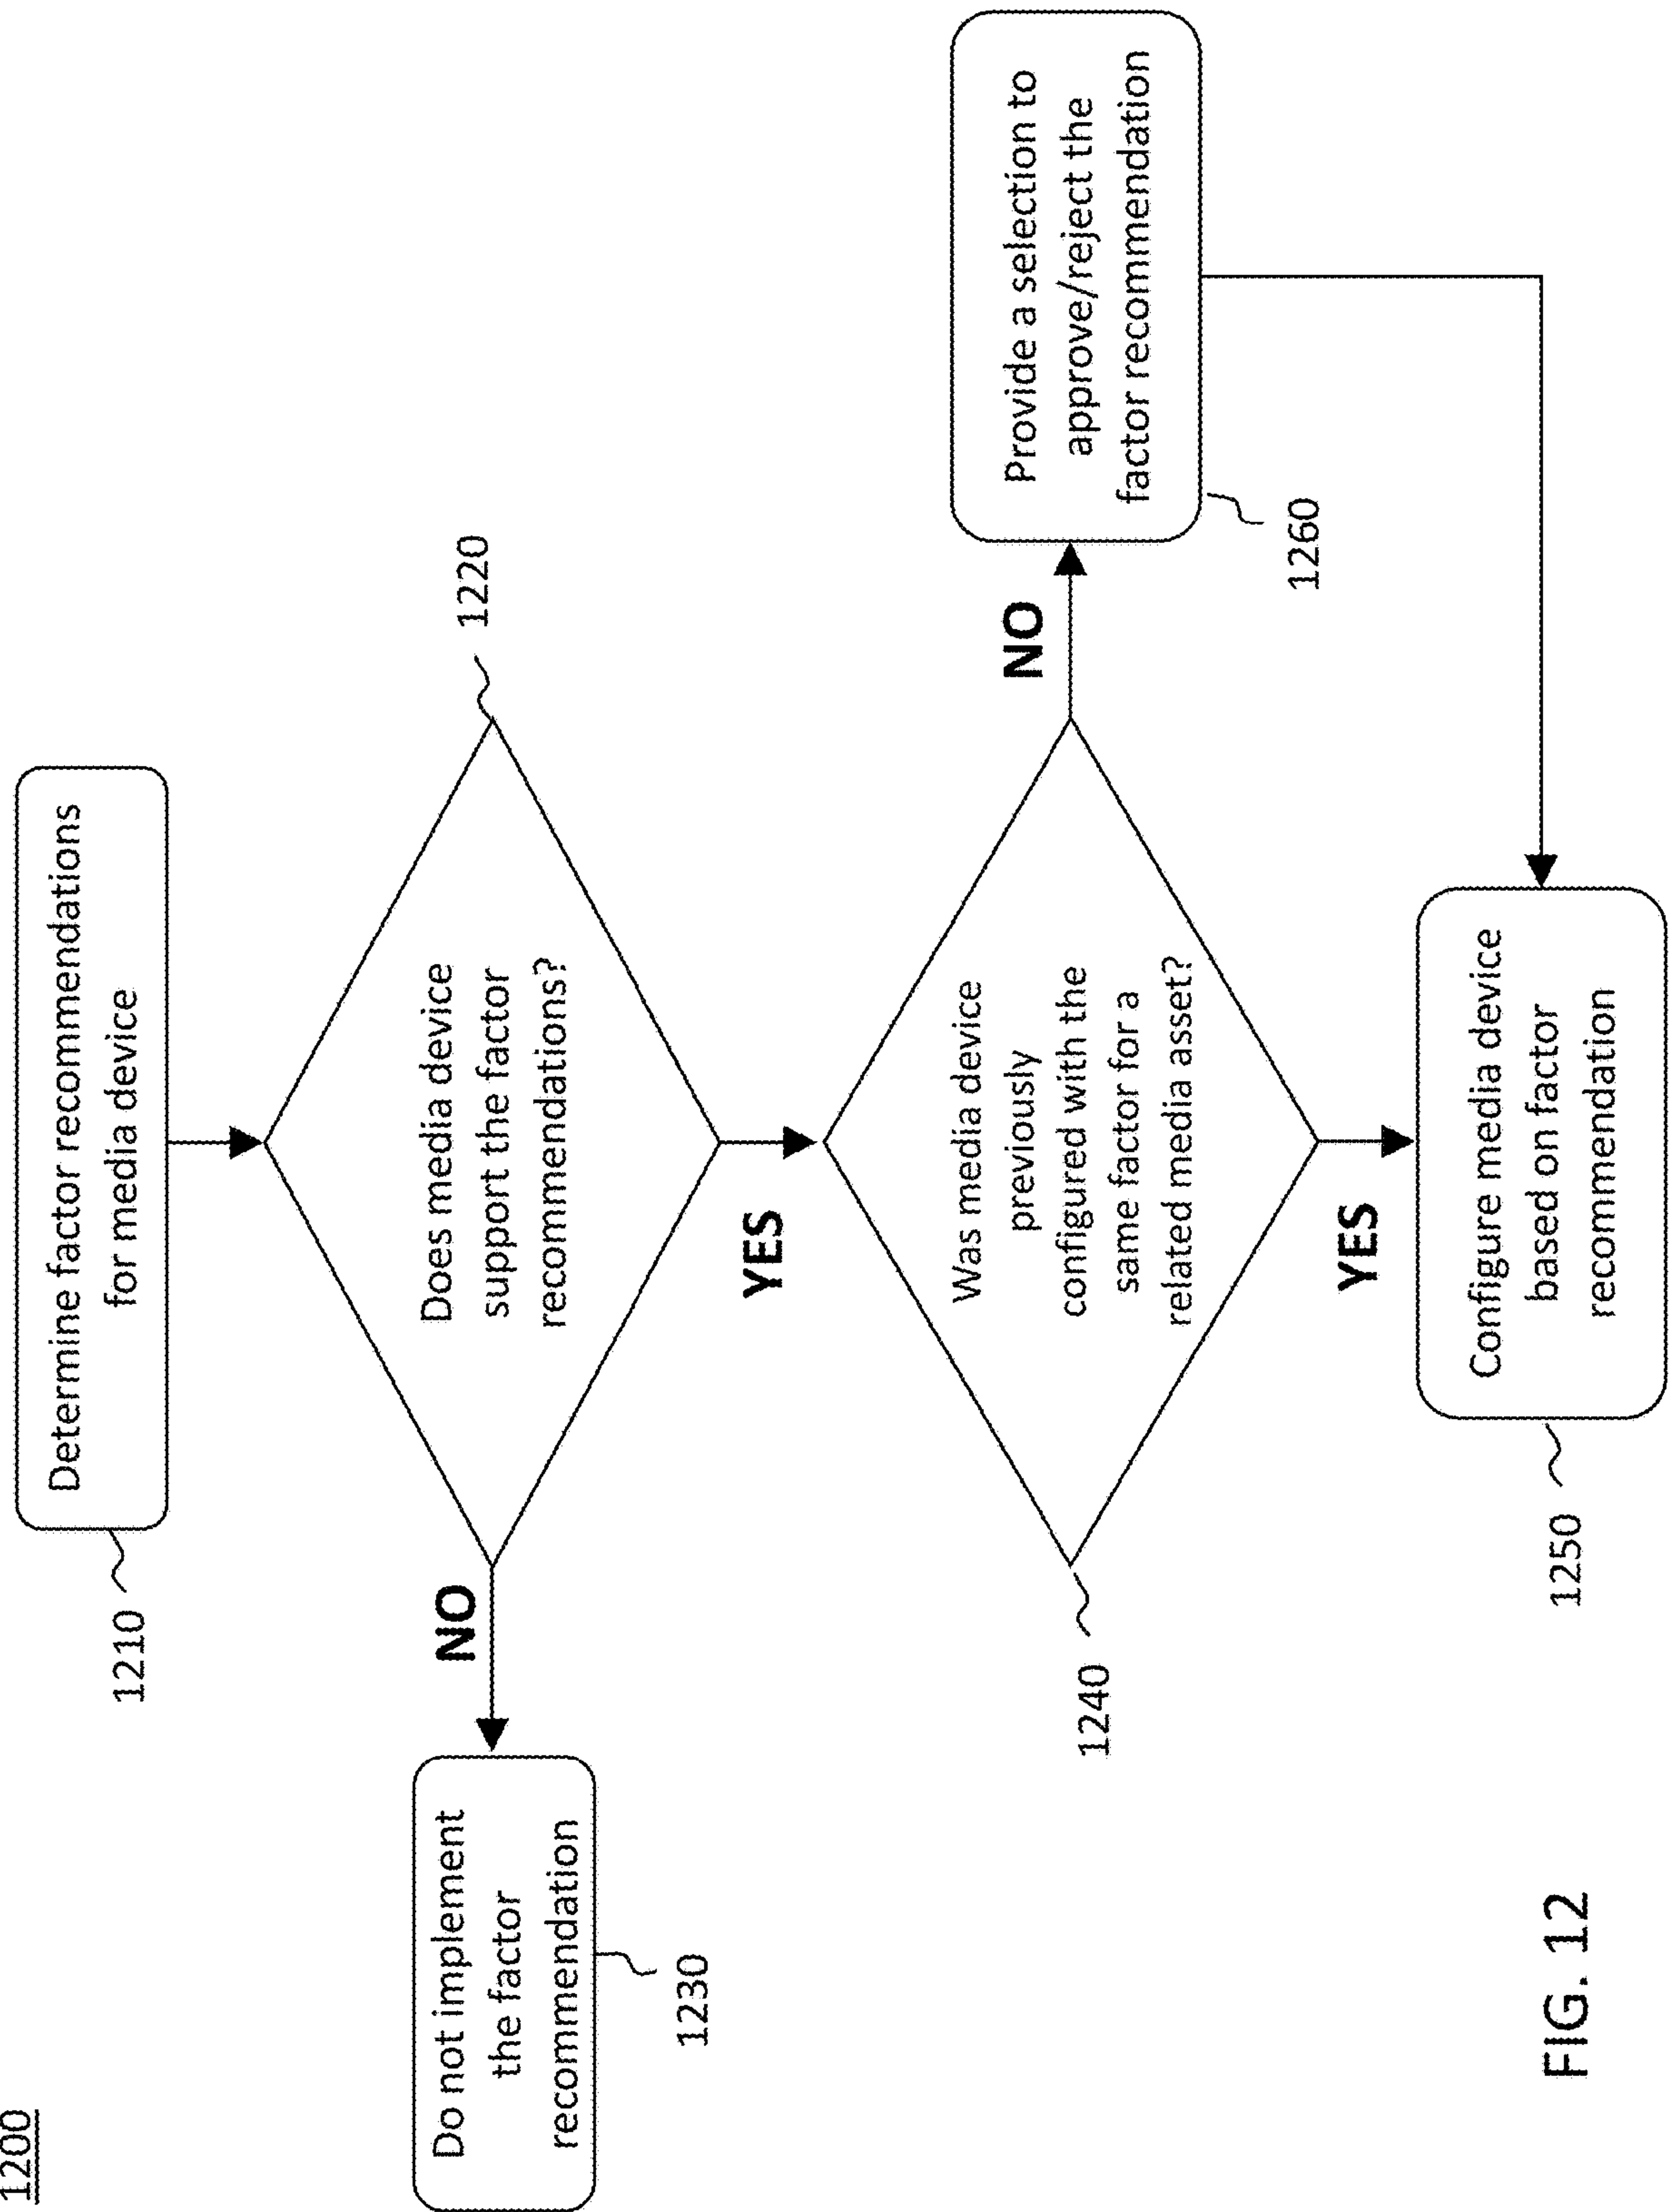 1200
Determine factor recommendations
for media device
1210
Does media device
support the factor
recommendations?
1220
NO
Do not implement
the factor
recommendation
1230
YES
Was media device
previously
configured with the
same factor for a
related media asset?
1240
NO
Provide a selection to
approve/reject the
factor recommendation
1260
YES
Configure media device
based on factor
recommendation
1250
FIG. 12